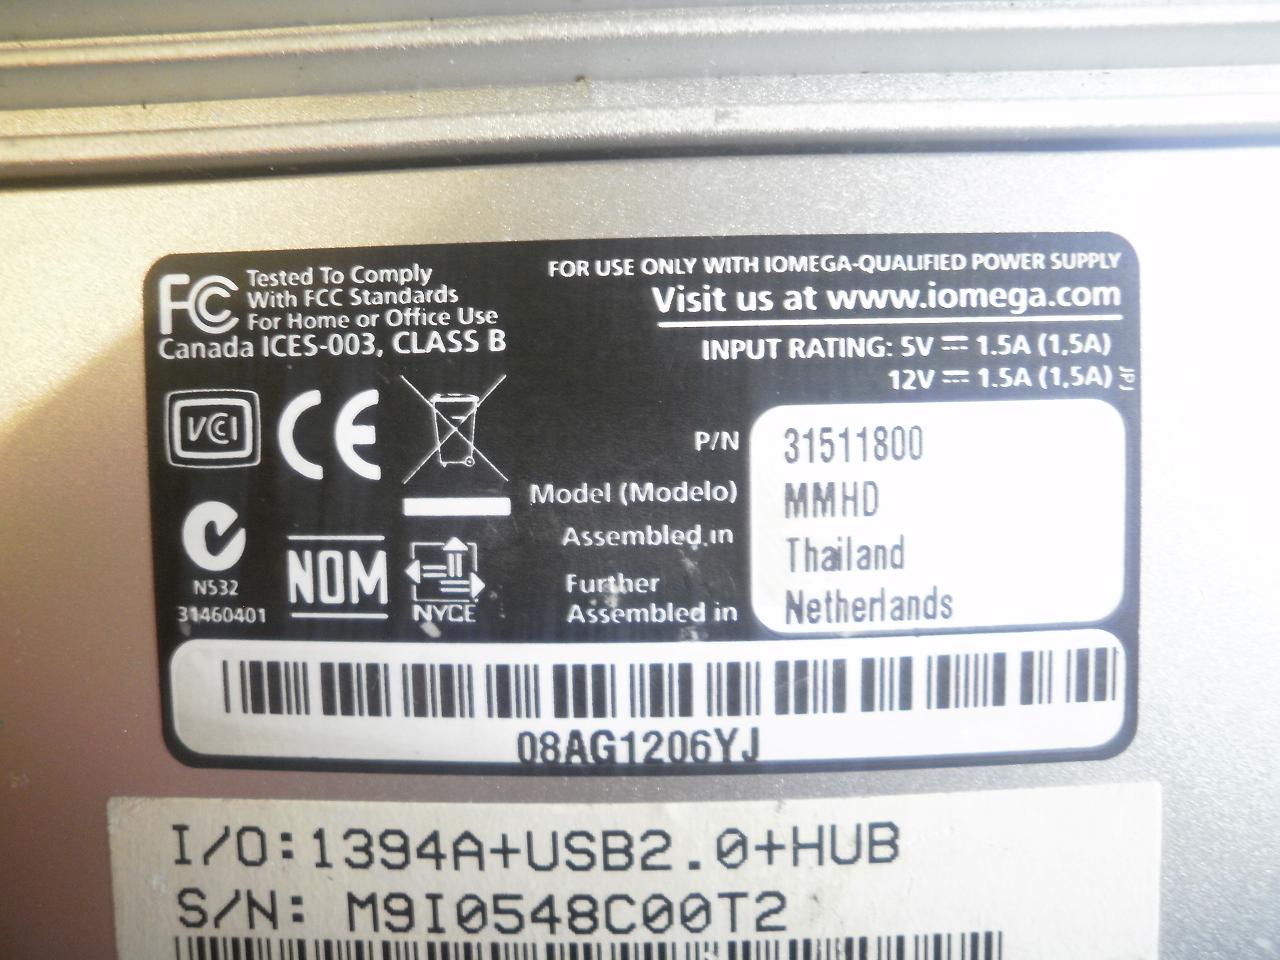 FC Tested To Comply
With FCC Standards
For Home or Office Use
Canada ICES-003, CLASS B
FOR USE ONLY WITH IOMEGA-QUALIFIED POWER SUPPLY
Visit us at www.iomega.com
INPUT RATING: 5V ⎓ 1.5A (1,5A)
12V ⎓ 1.5A (1,5A)
VCI
CE
N532
31460401
NOM
NYCE
P/N 31511800
Model (Modelo) MMHD
Assembled in Thailand
Further
Assembled in Netherlands
08AG1206YJ
I/O:1394A+USB2.0+HUB
S/N: M9I0548C00T2